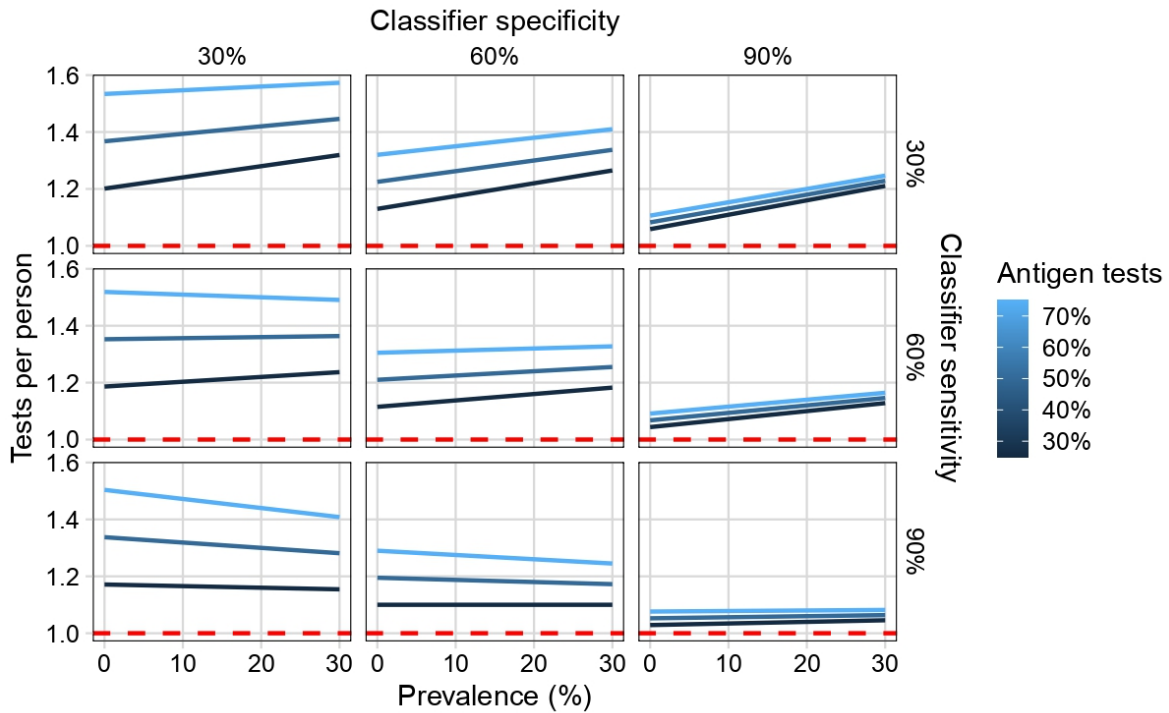 Classifier specificity
30% 60% 90%
Tests per person
1.6
1.4
1.2
1.0
30%
1.6
1.4
1.2
1.0
60%
1.6
1.4
1.2
1.0
90%
Classifier sensitivity
0 10 20 30 0 10 20 30 0 10 20 30
Prevalence (%)
Antigen tests
70%
60%
50%
40%
30%